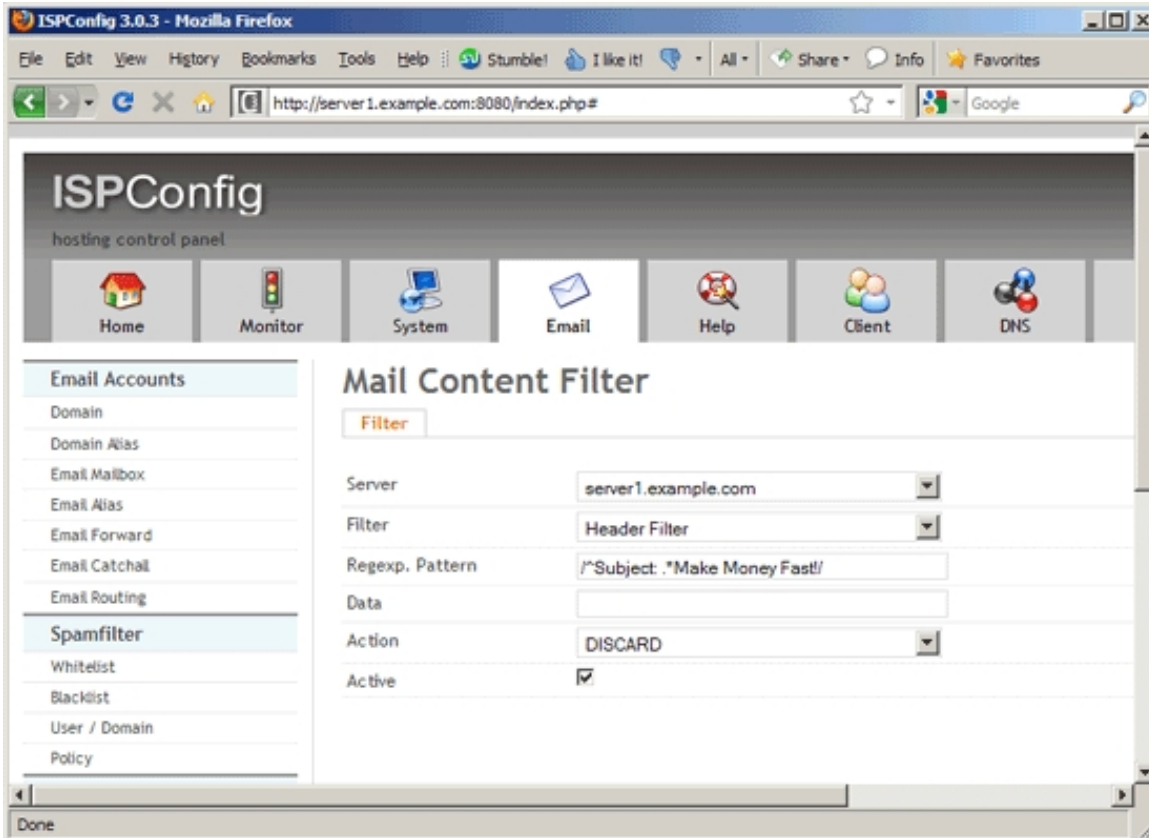 ISPConfig 3.0.3 - Mozilla Firefox
File Edit View History Bookmarks Tools Help Stumble! I like it! All Share Info Favorites
http://server1.example.com:8080/index.php# Google
ISPConfig
hosting control panel
Home Monitor System Email Help Client DNS
Email Accounts
Domain
Domain Alias
Email Mailbox
Email Alias
Email Forward
Email Catchall
Email Routing
Spamfilter
Whitelist
Blacklist
User / Domain
Policy
Mail Content Filter
Filter
Server server1.example.com
Filter Header Filter
Regexp. Pattern /^Subject: .*Make Money Fast!/
Data
Action DISCARD
Active
Done